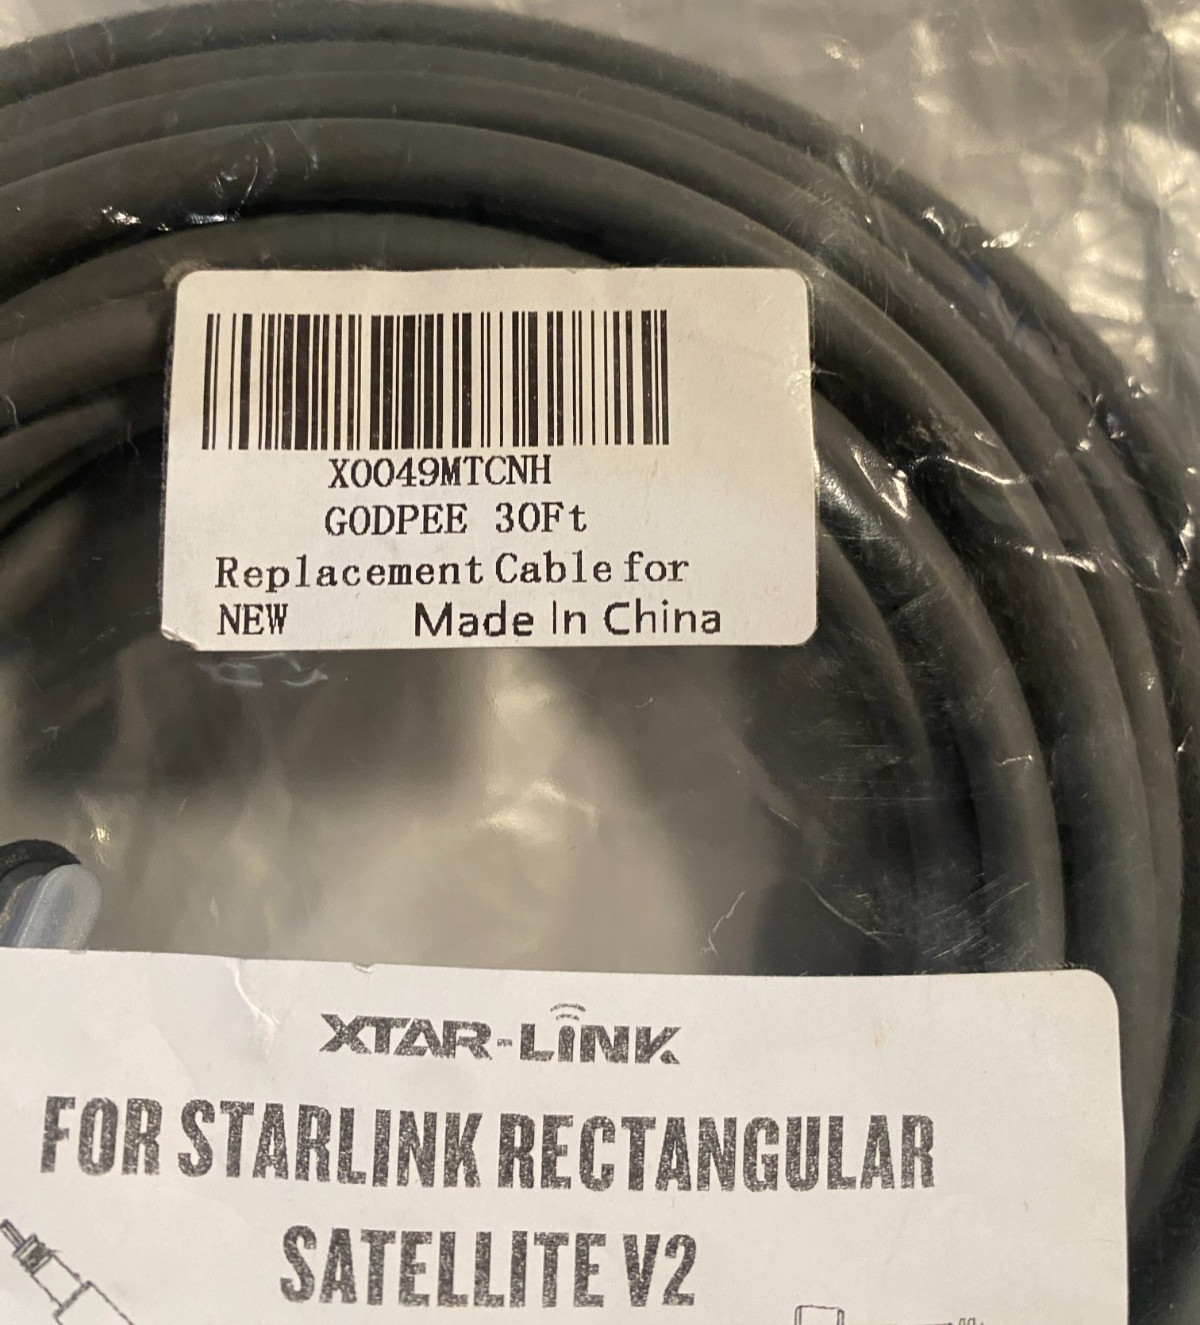 X0049MTCNH
GODPEE 30Ft
Replacement Cable for
NEW Made In China
XTAR-LINK
FOR STARLINK RECTANGULAR
SATELLITE V2